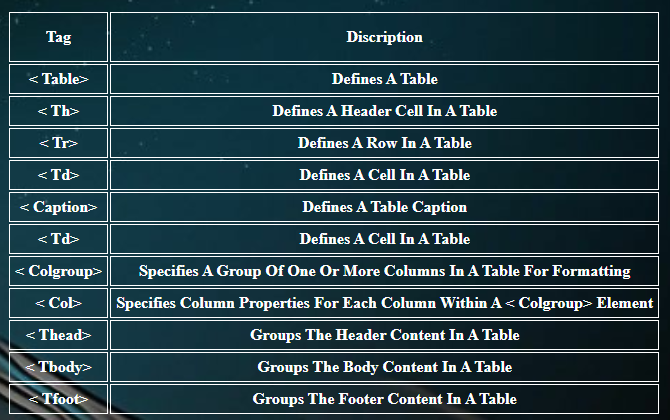 Tag Discription
< Table> Defines A Table
< Th> Defines A Header Cell In A Table
< Tr> Defines A Row In A Table
< Td> Defines A Cell In A Table
< Caption> Defines A Table Caption
< Td> Defines A Cell In A Table
< Colgroup> Specifies A Group Of One Or More Columns In A Table For Formatting
< Col> Specifies Column Properties For Each Column Within A < Colgroup> Element
< Thead> Groups The Header Content In A Table
< Tbody> Groups The Body Content In A Table
< Tfoot> Groups The Footer Content In A Table